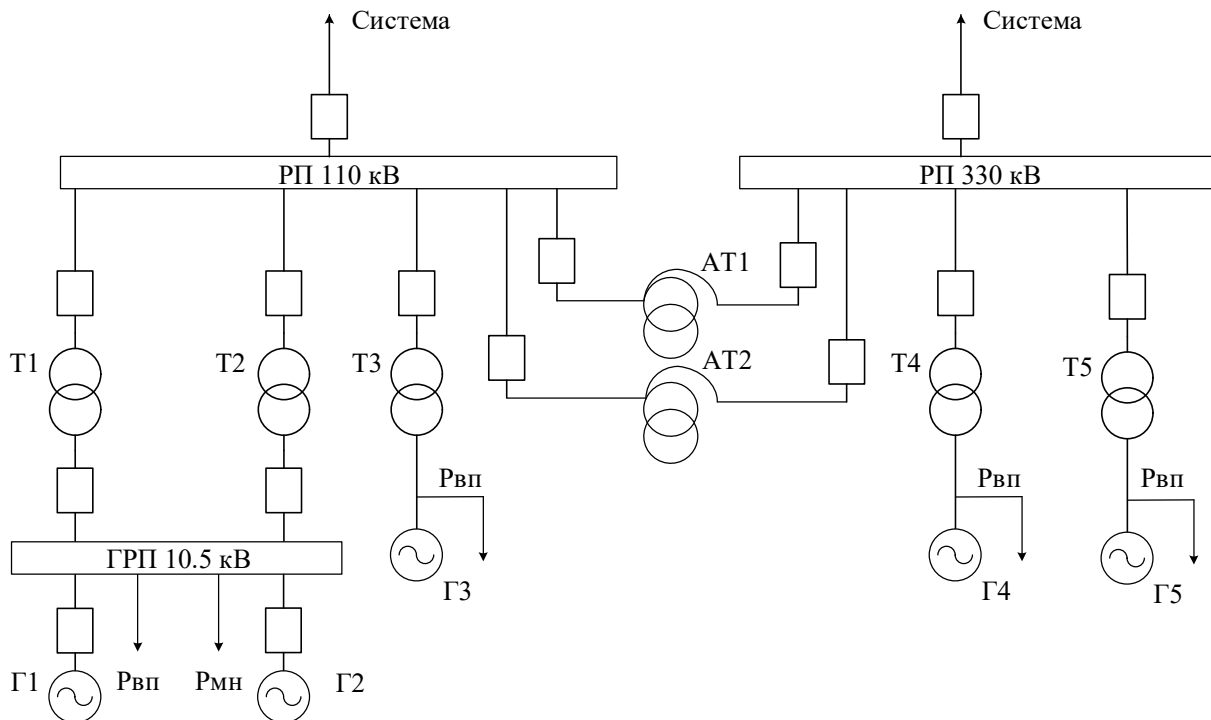 Система
Система
РП 110 кВ
РП 330 кВ
АТ1
Т1
Т2
Т3
АТ2
Т4
Т5
Рвп
Рвп
Рвп
ГРП 10.5 кВ
Г3
Г4
Г5
Г1
Рвп
Рмн
Г2